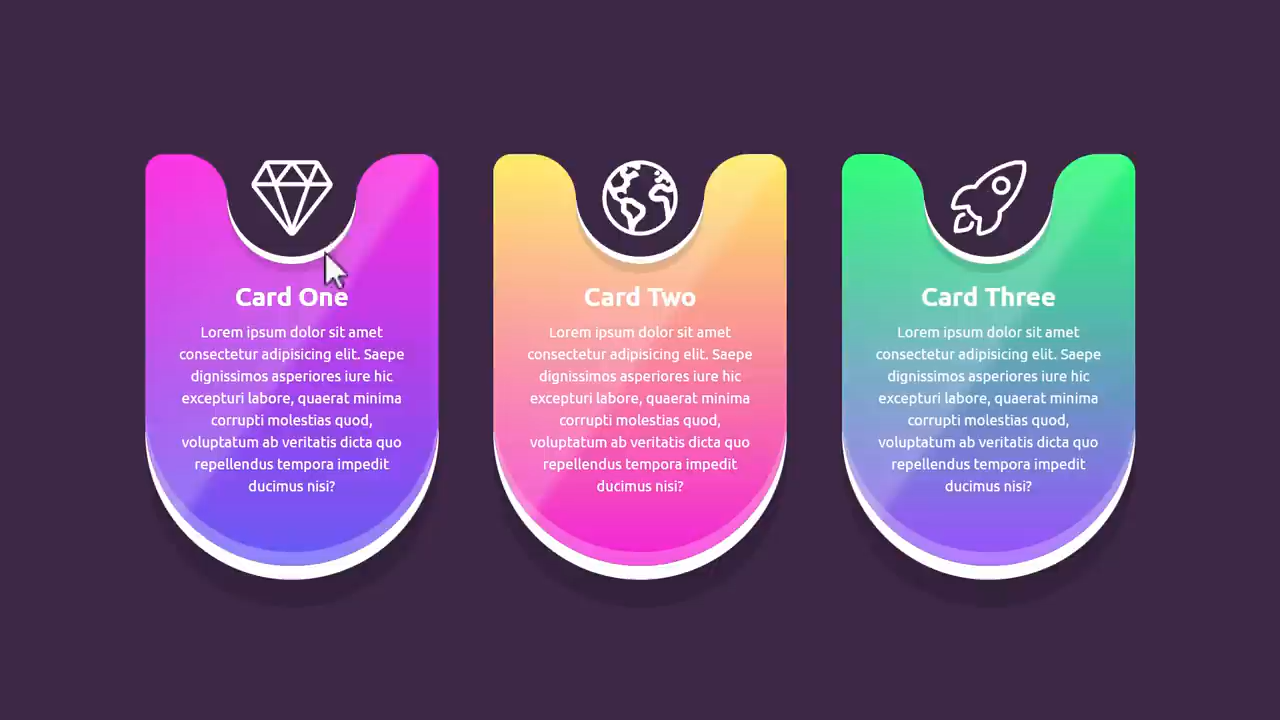 Card One
Lorem ipsum dolor sit amet
consectetur adipisicing elit. Saepe
dignissimos asperiores iure hic
excepturi labore, quaerat minima
corrupti molestias quod,
voluptatum ab veritatis dicta quo
repellendus tempora impedit
ducimus nisi?
Card Two
Lorem ipsum dolor sit amet
consectetur adipisicing elit. Saepe
dignissimos asperiores iure hic
excepturi labore, quaerat minima
corrupti molestias quod,
voluptatum ab veritatis dicta quo
repellendus tempora impedit
ducimus nisi?
Card Three
Lorem ipsum dolor sit amet
consectetur adipisicing elit. Saepe
dignissimos asperiores iure hic
excepturi labore, quaerat minima
corrupti molestias quod,
voluptatum ab veritatis dicta quo
repellendus tempora impedit
ducimus nisi?